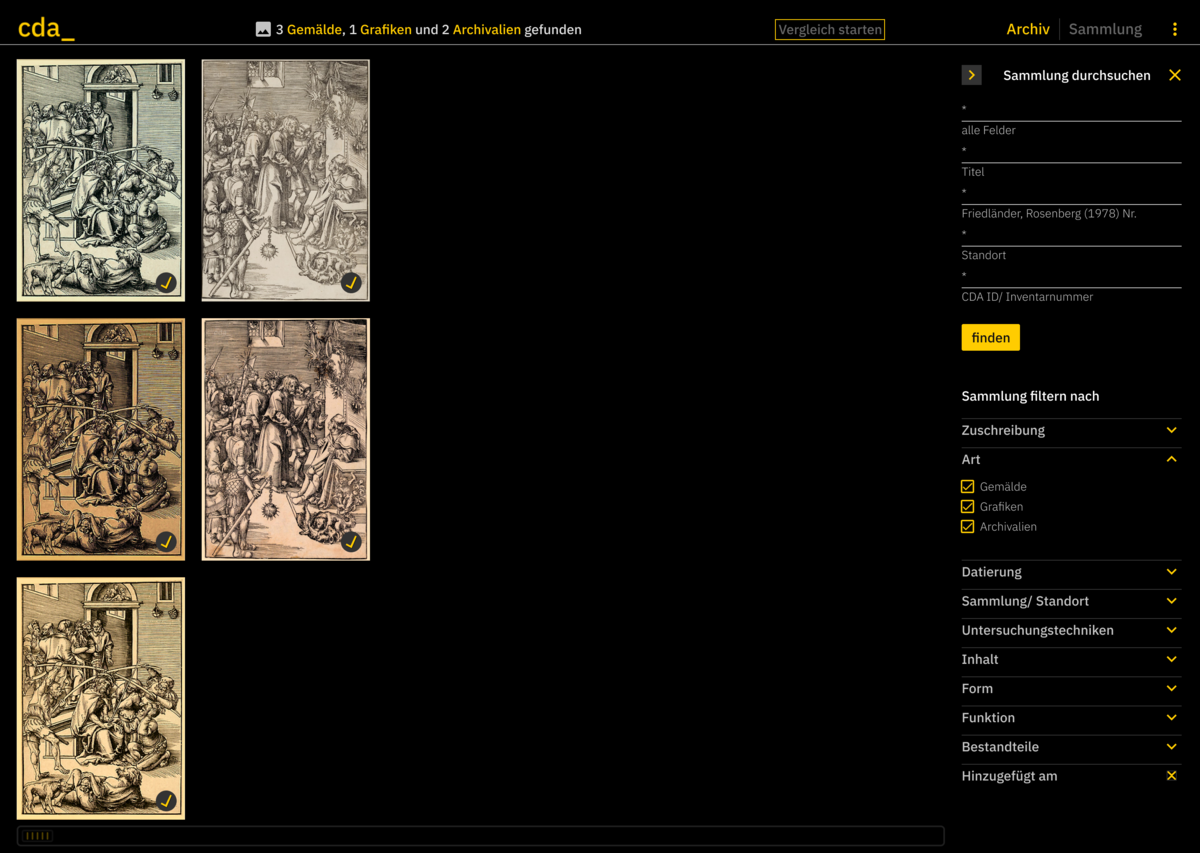 cda_
3 Gemälde, 1 Grafiken und 2 Archivalien gefunden
Vergleich starten
Archiv
Sammlung
Sammlung durchsuchen
*
alle Felder
*
Titel
*
Friedländer, Rosenberg (1978) Nr.
*
Standort
*
CDA ID/ Inventarnummer
finden
Sammlung filtern nach
Zuschreibung
Art
Gemälde
Grafiken
Archivalien
Datierung
Sammlung/ Standort
Untersuchungstechniken
Inhalt
Form
Funktion
Bestandteile
Hinzugefügt am